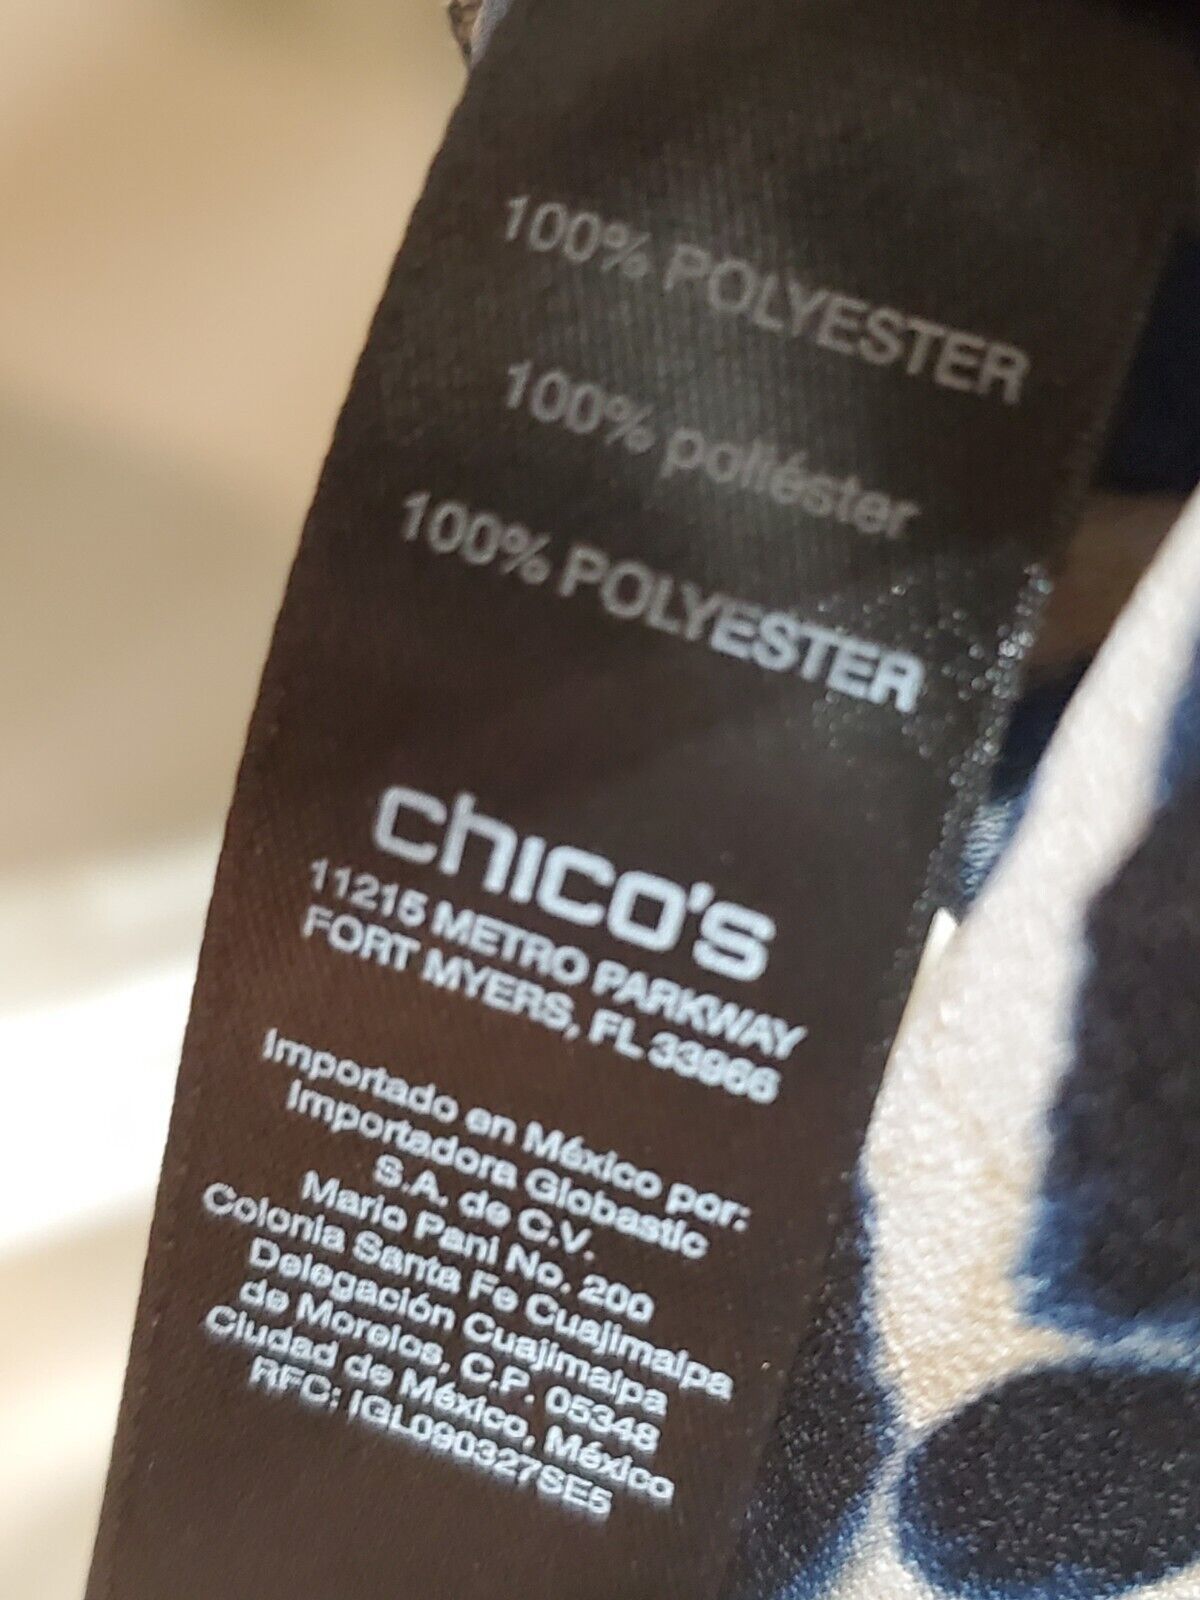 100% POLYESTER
100% poliéster
100% POLYESTER
chico's
11215 METRO PARKWAY
FORT MYERS, FL 33966
Importado en México por:
Importadora Globastic
S.A. de C.V.
Mario Pani No. 200
Colonia Santa Fe Cuajimalpa
Delegación Cuajimalpa
de Morelos, C.P. 05348
Ciudad de México, México
RFC: IGL090327SE5